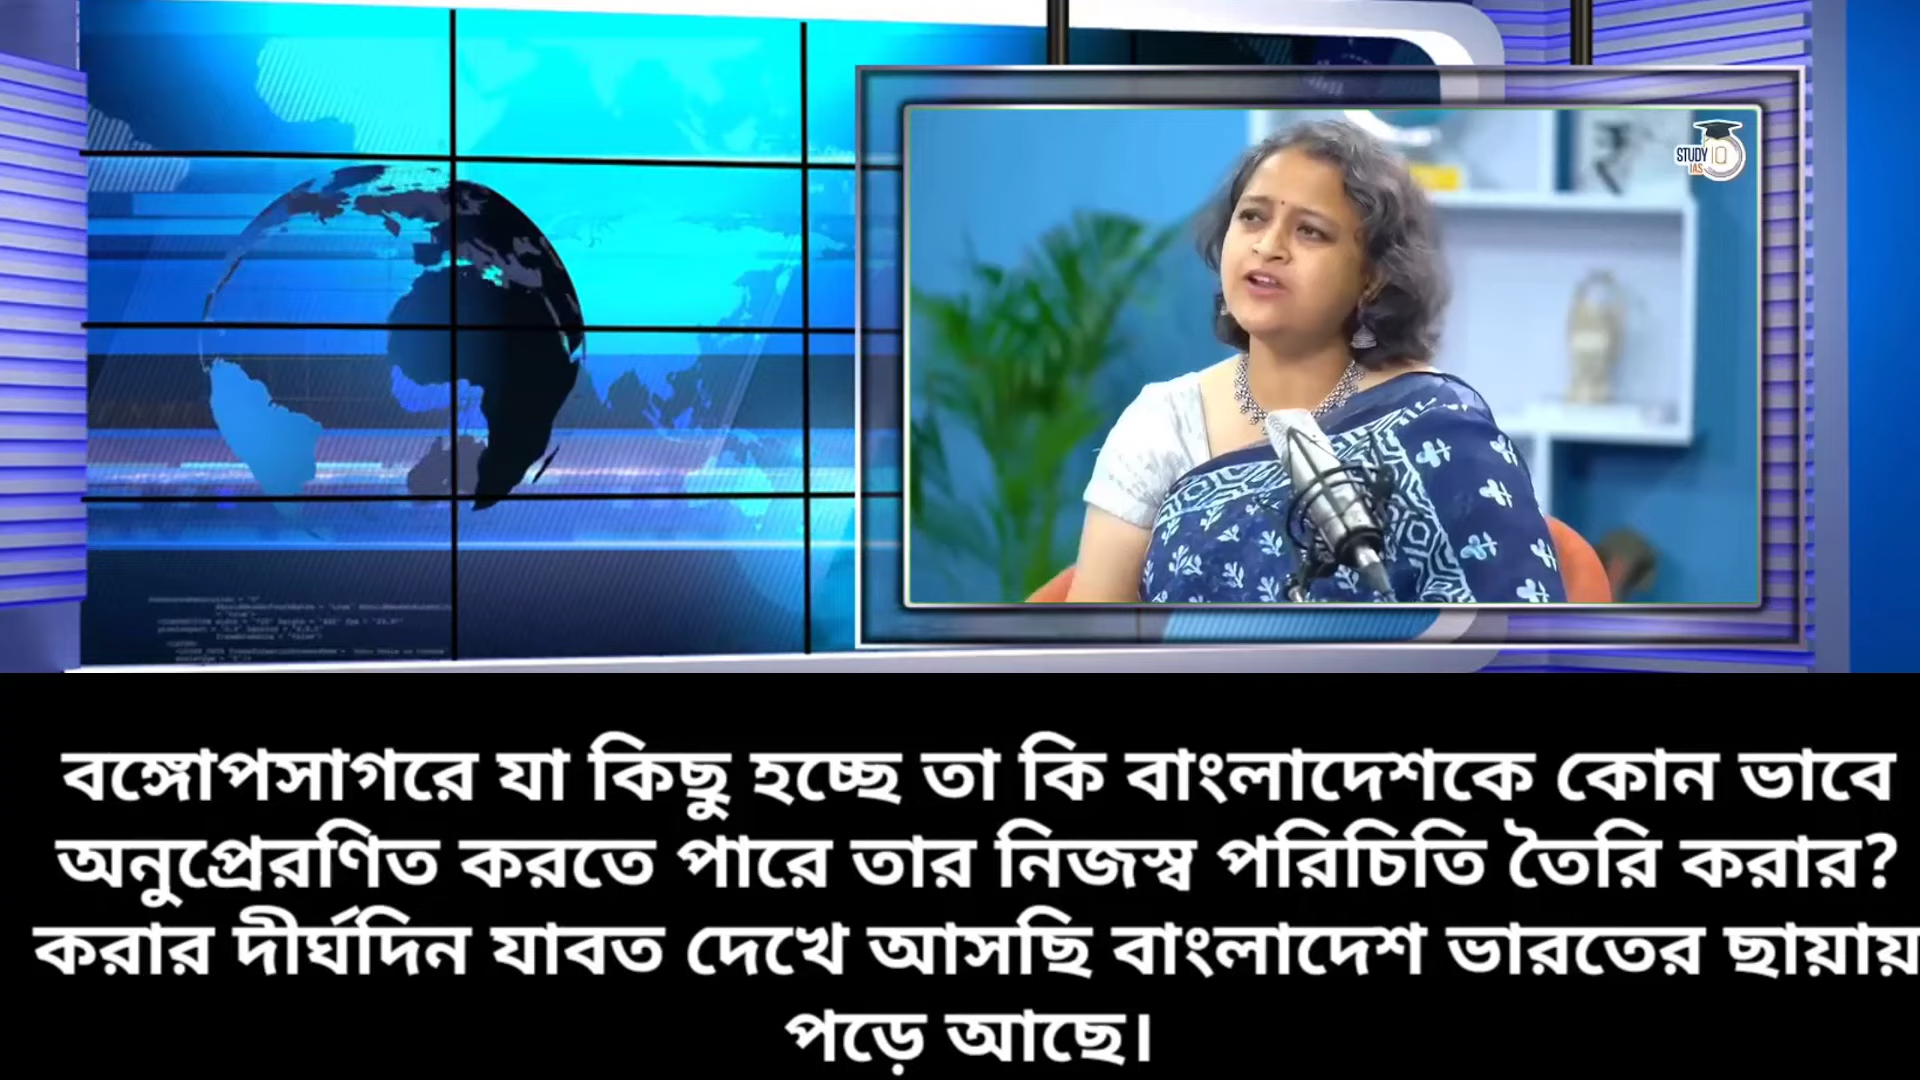 STUDY IQ
IAS
বঙ্গোপসাগরে যা কিছু হচ্ছে তা কি বাংলাদেশকে কোন ভাবে
অনুপ্রেরণিত করতে পারে তার নিজস্ব পরিচিতি তৈরি করার?
করার দীর্ঘদিন যাবত দেখে আসছি বাংলাদেশ ভারতের ছায়ায়
পড়ে আছে।